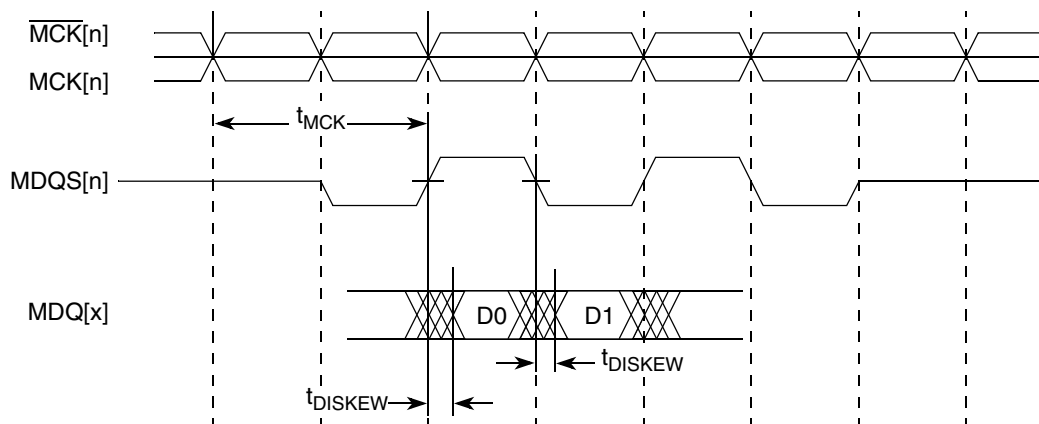 MCK[n]
MCK[n]
tMCK
MDQS[n]
MDQ[x]
D0
D1
tDISKEW
tDISKEW